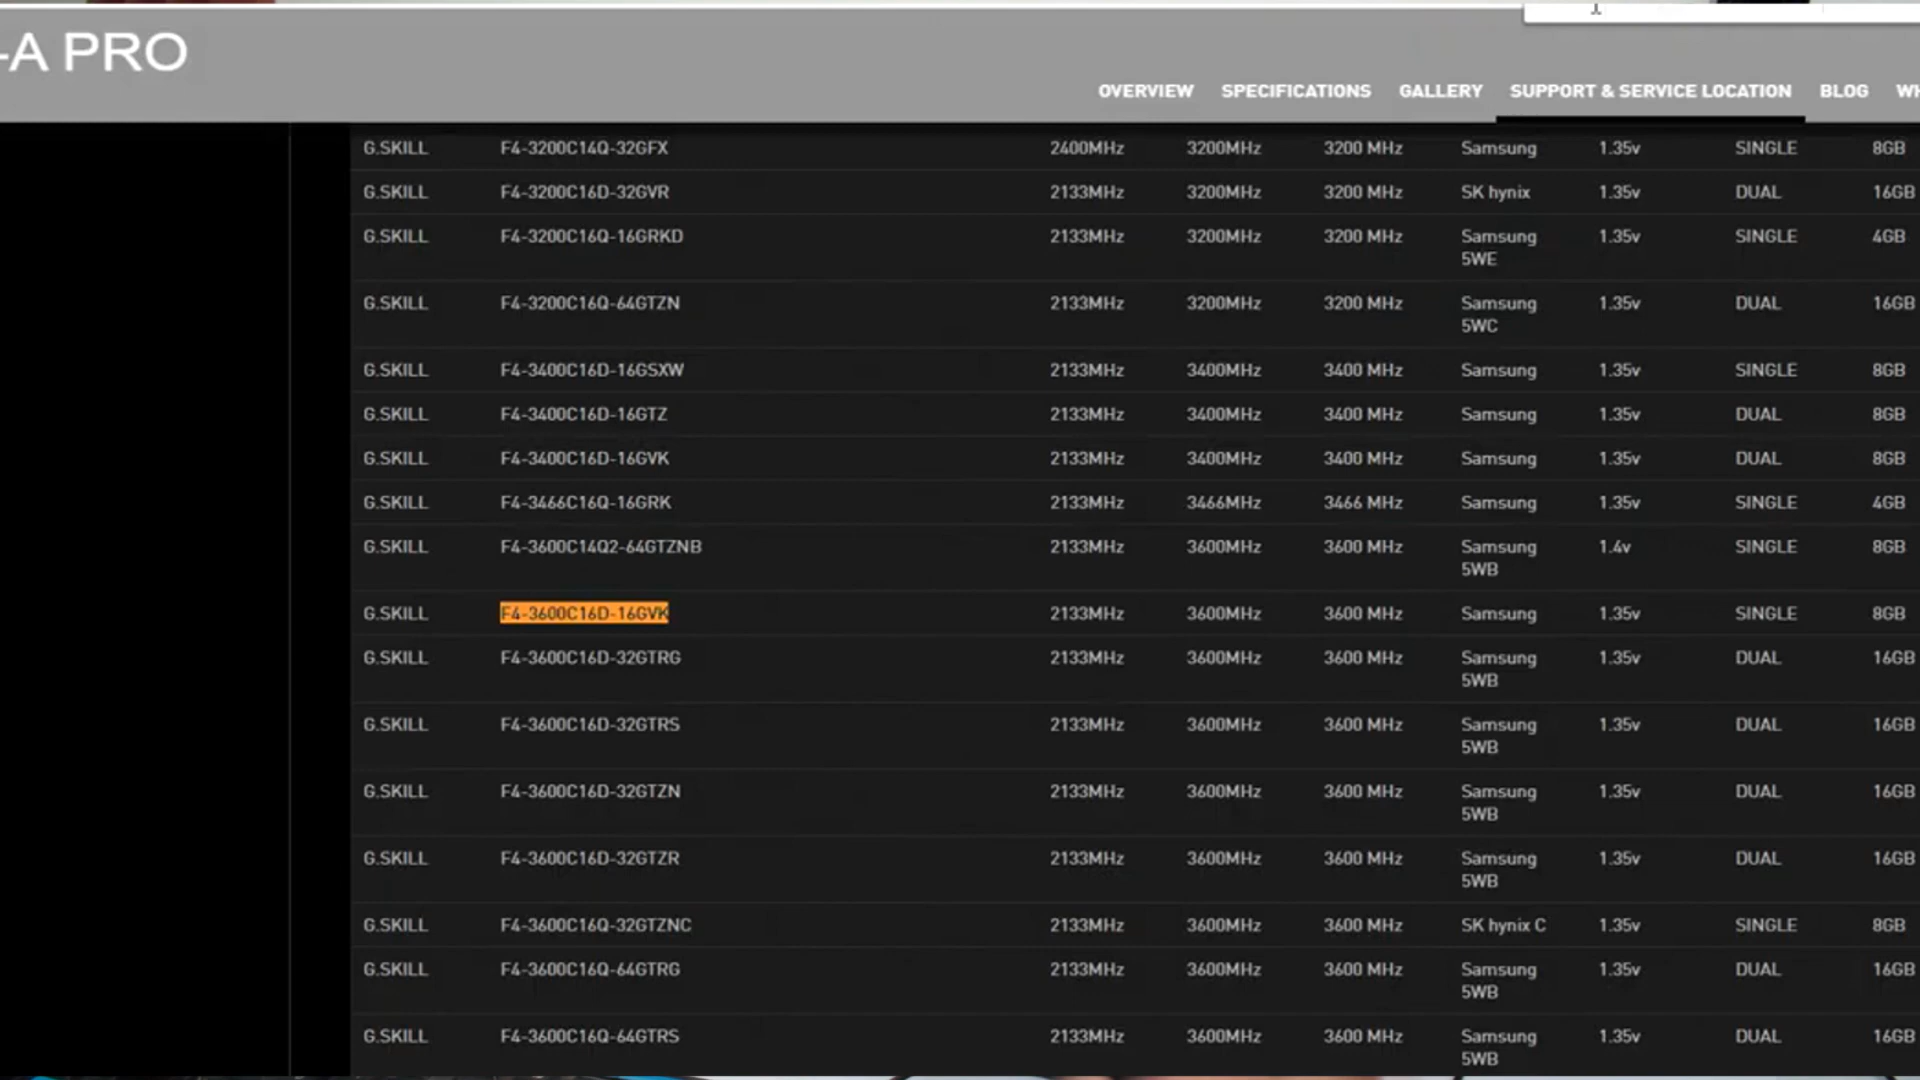 -A PRO
OVERVIEW SPECIFICATIONS GALLERY SUPPORT & SERVICE LOCATION BLOG WH
G.SKILL F4-3200C14Q-32GFX 2400MHz 3200MHz 3200 MHz Samsung 1.35v SINGLE 8GB
G.SKILL F4-3200C16D-32GVR 2133MHz 3200MHz 3200 MHz SK hynix 1.35v DUAL 16GB
G.SKILL F4-3200C16Q-16GRKD 2133MHz 3200MHz 3200 MHz Samsung 1.35v SINGLE 4GB
5WE
G.SKILL F4-3200C16Q-64GTZN 2133MHz 3200MHz 3200 MHz Samsung 1.35v DUAL 16GB
5WC
G.SKILL F4-3400C16D-16GSXW 2133MHz 3400MHz 3400 MHz Samsung 1.35v SINGLE 8GB
G.SKILL F4-3400C16D-16GTZ 2133MHz 3400MHz 3400 MHz Samsung 1.35v DUAL 8GB
G.SKILL F4-3400C16D-16GVK 2133MHz 3400MHz 3400 MHz Samsung 1.35v DUAL 8GB
G.SKILL F4-3466C16Q-16GRK 2133MHz 3466MHz 3466 MHz Samsung 1.35v SINGLE 4GB
G.SKILL F4-3600C14Q2-64GTZNB 2133MHz 3600MHz 3600 MHz Samsung 1.4v SINGLE 8GB
5WB
G.SKILL F4-3600C16D-16GVK 2133MHz 3600MHz 3600 MHz Samsung 1.35v SINGLE 8GB
G.SKILL F4-3600C16D-32GTRG 2133MHz 3600MHz 3600 MHz Samsung 1.35v DUAL 16GB
5WB
G.SKILL F4-3600C16D-32GTRS 2133MHz 3600MHz 3600 MHz Samsung 1.35v DUAL 16GB
5WB
G.SKILL F4-3600C16D-32GTZN 2133MHz 3600MHz 3600 MHz Samsung 1.35v DUAL 16GB
5WB
G.SKILL F4-3600C16D-32GTZR 2133MHz 3600MHz 3600 MHz Samsung 1.35v DUAL 16GB
5WB
G.SKILL F4-3600C16Q-32GTZNC 2133MHz 3600MHz 3600 MHz SK hynix C 1.35v SINGLE 8GB
G.SKILL F4-3600C16Q-64GTRG 2133MHz 3600MHz 3600 MHz Samsung 1.35v DUAL 16GB
5WB
G.SKILL F4-3600C16Q-64GTRS 2133MHz 3600MHz 3600 MHz Samsung 1.35v DUAL 16GB
5WB